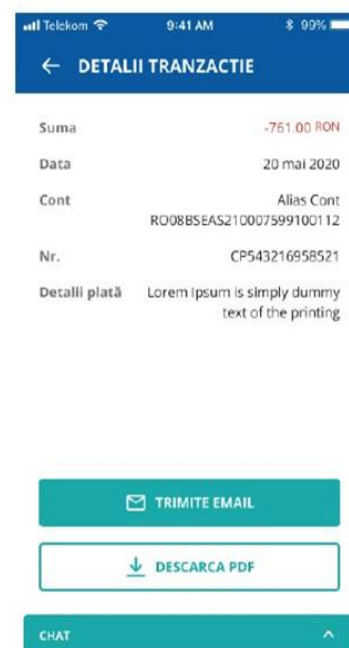 Telekom 9:41 AM 99%
DETALII TRANZACTIE
Suma -761.00 RON
Data 20 mai 2020
Cont Alias Cont
RO08BSEAS210007599100112
Nr. CP543216958521
Detalii plată Lorem Ipsum is simply dummy
text of the printing
TRIMITE EMAIL
DESCARCA PDF
CHAT